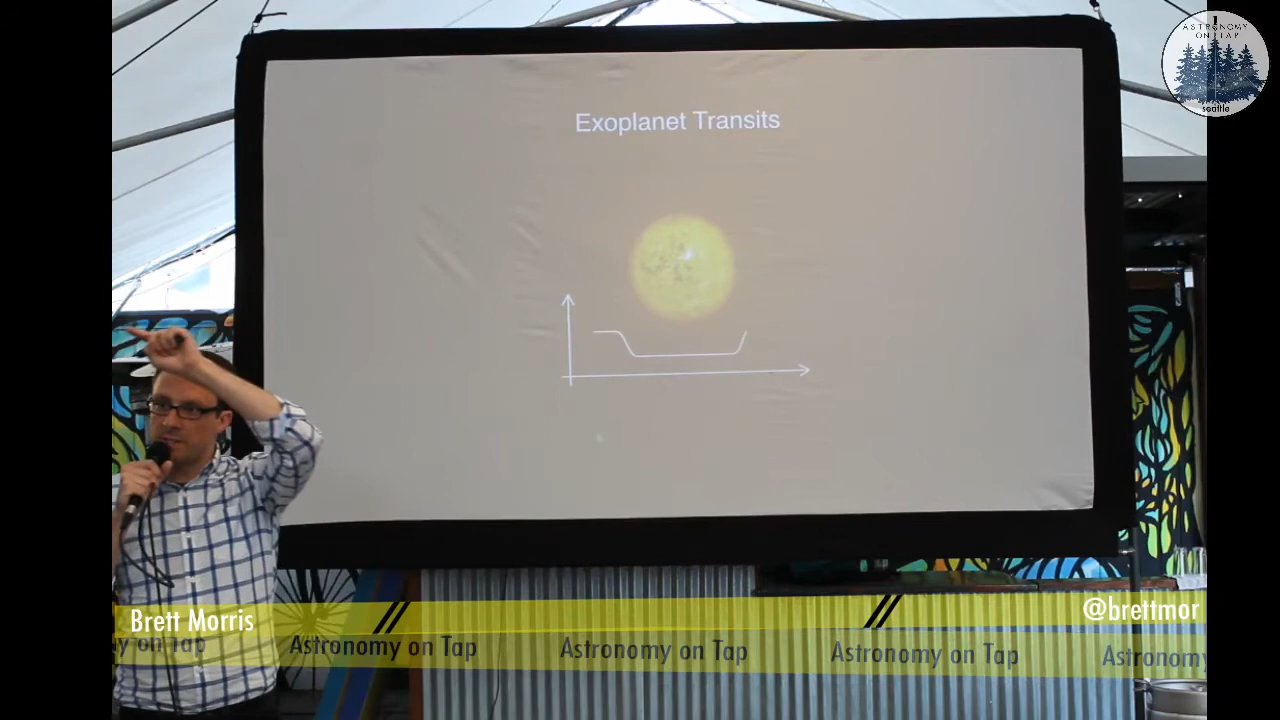 ASTRONOMY
ON TAP
seattle
Exoplanet Transits
Brett Morris
@brettmor
y on Tap
Astronomy on Tap
Astronomy on Tap
Astronomy on Tap
Astronomy